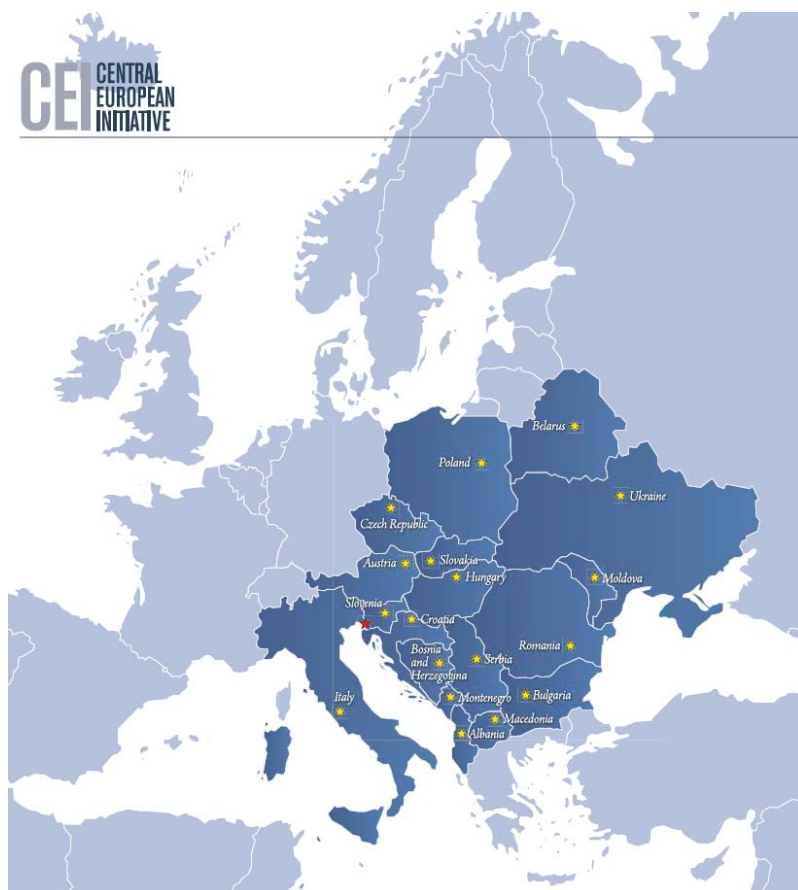 CEI CENTRAL
EUROPEAN
INITIATIVE
Belarus
Poland
Ukraine
Czech Republic
Slovakia
Austria
Hungary
Moldova
Slovenia
Croatia
Romania
Bosnia
and
Herzegovina
Serbia
Italy
Montenegro
Bulgaria
Macedonia
Albania